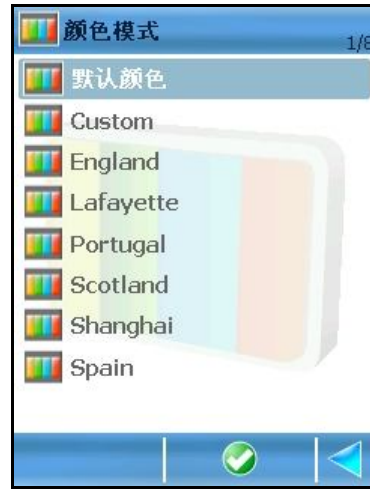 颜色模式
1/8
默认颜色
Custom
England
Lafayette
Portugal
Scotland
Shanghai
Spain